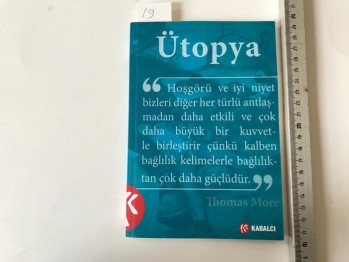 19
Ütopya
“ Hoşgörü ve iyi niyet
bizleri diğer her türlü antlaş-
madan daha etkili ve çok
daha büyük bir kuvvet-
le birleştirir çünkü kalben
bağlılık kelimelerle bağlılık-
tan çok daha güçlüdür. ”
Thomas More
KABALCI